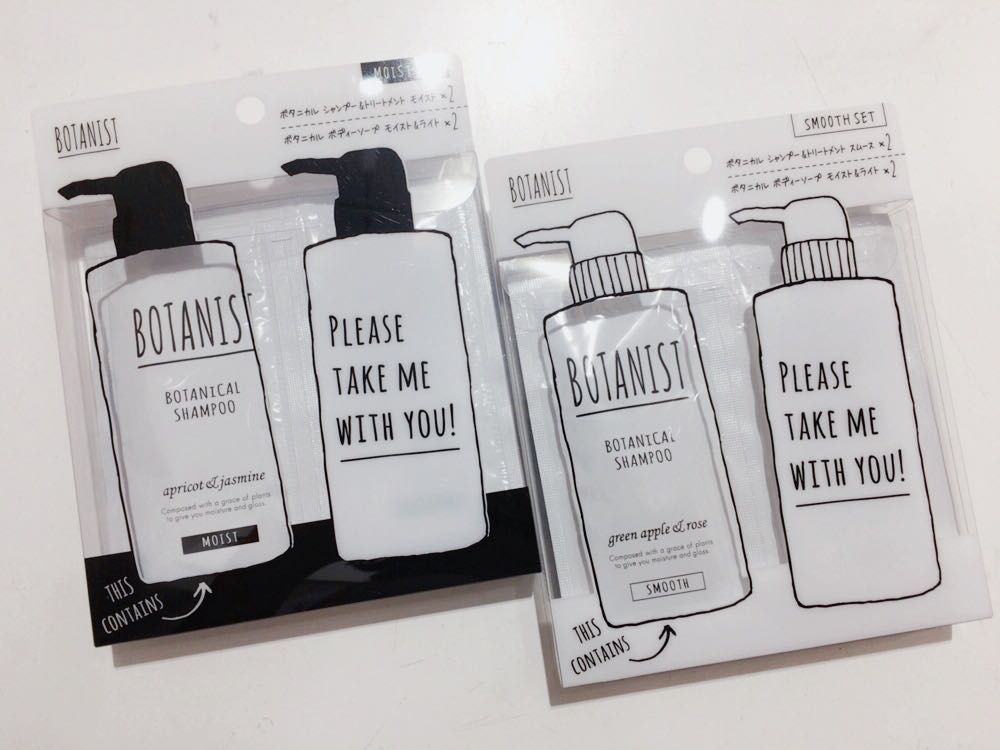 MOIST
BOTANIST
ボタニカル シャンプー&トリートメント モイスト ×2
ボタニカル ボディーソープ モイスト&ライト ×2
BOTANIST
BOTANICAL
SHAMPOO
apricot & jasmine
Composed with a grace of plants
to give you moisture and gloss.
MOIST
PLEASE
TAKE ME
WITH YOU!
THIS
CONTAINS
SMOOTH SET
BOTANIST
ボタニカル シャンプー&トリートメント スムース ×2
ボタニカル ボディーソープ モイスト&ライト ×2
BOTANIST
BOTANICAL
SHAMPOO
green apple & rose
Composed with a grace of plants
to give you moisture and gloss.
SMOOTH
PLEASE
TAKE ME
WITH YOU!
THIS
CONTAINS